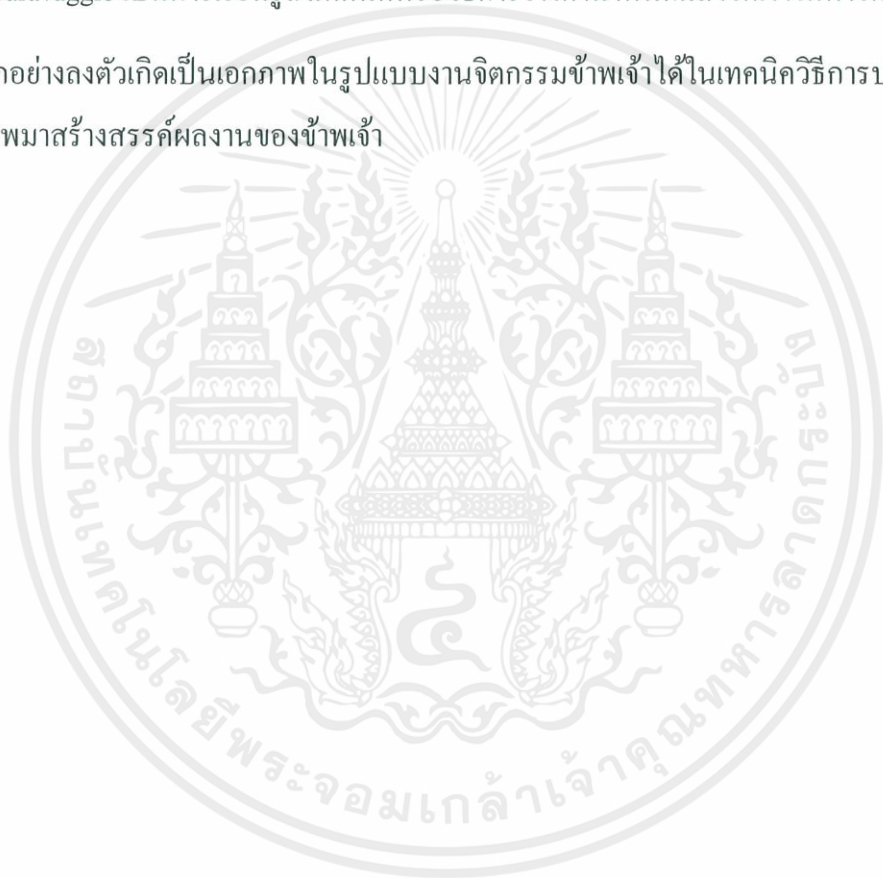 กอย่างลงตัวเกิดเป็นเอกภาพในรูปแบบงานจิตกรรมข้าพเจ้าได้ในเทคนิควิธีการบ
พมาสร้างสรรค์ผลงานของข้าพเจ้า
สถาบันเทคโนโลยีพระจอมเกล้าเจ้าคุณทหารลาดกระบัง
๔